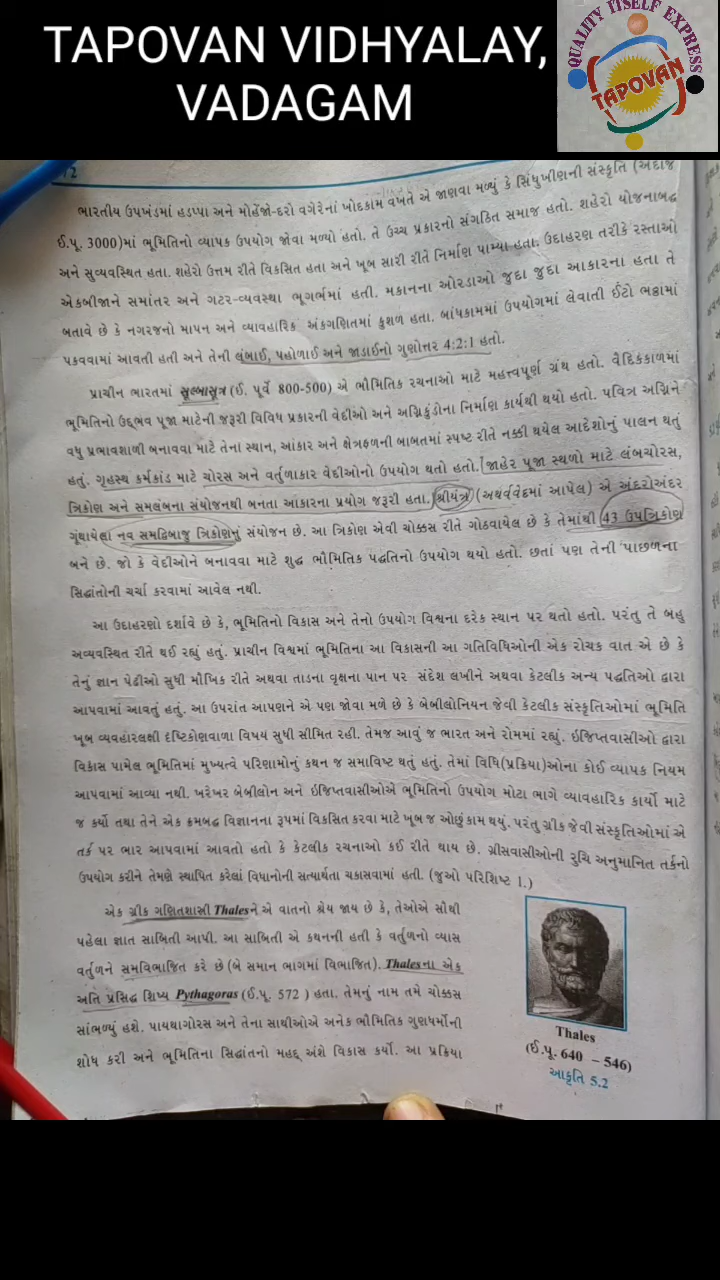 TAPOVAN VIDHYALAY,
VADAGAM
QUALITY ITSELF EXPRESS
TAPOVAN
ભારતીય ઉપખંડમાં હડપ્પા અને મોહેંજો-દરો વગેરેનાં ખોદકામ વખતે એ જાણવા મળ્યું કે સિંધુખીણની સંસ્કૃતિ (અંદાજે
ઈ.પૂ. 3000)માં ભૂમિતિનો વ્યાપક ઉપયોગ જોવા મળ્યો હતો. તે ઉચ્ચ પ્રકારનો સંગઠિત સમાજ હતો. શહેરો યોજનાબદ્ધ
અને સુવ્યવસ્થિત હતા. શહેરો ઉત્તમ રીતે વિકસિત હતા અને ખૂબ સારી રીતે નિર્માણ પામ્યા હતા. ઉદાહરણ તરીકે રસ્તાઓ
એકબીજાને સમાંતર અને ગટર-વ્યવસ્થા ભૂગર્ભમાં હતી. મકાનના ઓરડાઓ જુદા જુદા આકારના હતા તે
બતાવે છે કે નગરજનો માપન અને વ્યાવહારિક અંકગણિતમાં કુશળ હતા. બાંધકામમાં ઉપયોગમાં લેવાતી ઈંટો ભઠ્ઠામાં
પકવવામાં આવતી હતી અને તેની લંબાઈ, પહોળાઈ અને જાડાઈનો ગુણોત્તર 4:2:1 હતો.
પ્રાચીન ભારતમાં સુલ્બાસુત્ર (ઈ. પૂર્વે 800-500) એ ભૌમિતિક રચનાઓ માટે મહત્ત્વપૂર્ણ ગ્રંથ હતો. વૈદિકકાળમાં
ભૂમિતિનો ઉદ્દભવ પૂજા માટેની જરૂરી વિવિધ પ્રકારની વેદીઓ અને અગ્નિકુંડોના નિર્માણ કાર્યથી થયો હતો. પવિત્ર અગ્નિને
વધુ પ્રભાવશાળી બનાવવા માટે તેના સ્થાન, આકાર અને ક્ષેત્રફળની બાબતમાં સ્પષ્ટ રીતે નક્કી થયેલ આદેશોનું પાલન થતું
હતું. ગૃહસ્થ કર્મકાંડ માટે ચોરસ અને વર્તુળાકાર વેદીઓનો ઉપયોગ થતો હતો. જાહેર પૂજા સ્થળો માટે લંબચોરસ,
ત્રિકોણ અને સમલંબના સંયોજનથી બનતા આકારના પ્રયોગ જરૂરી હતા. શ્રીયંત્ર (અથર્વવેદમાં આપેલ) એ અંદરોઅંદર
ગૂંથાયેલા નવ સમદ્વિબાજુ ત્રિકોણનું સંયોજન છે. આ ત્રિકોણ એવી ચોક્કસ રીતે ગોઠવાયેલ છે કે તેમાંથી 43 ઉપત્રિકોણ
બને છે. જો કે વેદીઓને બનાવવા માટે શુદ્ધ ભૌમિતિક પદ્ધતિનો ઉપયોગ થયો હતો. છતાં પણ તેની પાછળના
સિદ્ધાંતોની ચર્ચા કરવામાં આવેલ નથી.
આ ઉદાહરણો દર્શાવે છે કે, ભૂમિતિનો વિકાસ અને તેનો ઉપયોગ વિશ્વના દરેક સ્થાન પર થતો હતો. પરંતુ તે બહુ
અવ્યવસ્થિત રીતે થઈ રહ્યું હતું. પ્રાચીન વિશ્વમાં ભૂમિતિના આ વિકાસની આ ગતિવિધિઓની એક રોચક વાત એ છે કે
તેનું જ્ઞાન પેઢીઓ સુધી મૌખિક રીતે અથવા તાડના વૃક્ષના પાન પર સંદેશ લખીને અથવા કેટલીક અન્ય પદ્ધતિઓ દ્વારા
આપવામાં આવતું હતું. આ ઉપરાંત આપણને એ પણ જોવા મળે છે કે બેબીલોનિયન જેવી કેટલીક સંસ્કૃતિઓમાં ભૂમિતિ
ખૂબ વ્યવહારલક્ષી દષ્ટિકોણવાળા વિષય સુધી સીમિત રહી. તેમજ આવું જ ભારત અને રોમમાં રહ્યું. ઇજિપ્તવાસીઓ દ્વારા
વિકાસ પામેલ ભૂમિતિમાં મુખ્યત્વે પરિણામોનું કથન જ સમાવિષ્ટ થતું હતું. તેમાં વિધિ(પ્રક્રિયા)ઓના કોઈ વ્યાપક નિયમ
આપવામાં આવ્યા નથી. ખરેખર બેબીલોન અને ઇજિપ્તવાસીઓએ ભૂમિતિનો ઉપયોગ મોટા ભાગે વ્યાવહારિક કાર્યો માટે
જ કર્યો તથા તેને એક ક્રમબદ્ધ વિજ્ઞાનના રૂપમાં વિકસિત કરવા માટે ખૂબ જ ઓછું કામ થયું. પરંતુ ગ્રીક જેવી સંસ્કૃતિઓમાં એ
તર્ક પર ભાર આપવામાં આવતો હતો કે કેટલીક રચનાઓ કઈ રીતે થાય છે. ગ્રીસવાસીઓની રુચિ અનુમાનિત તર્કનો
ઉપયોગ કરીને તેમણે સ્થાપિત કરેલાં વિધાનોની સત્યાર્થતા ચકાસવામાં હતી. (જુઓ પરિશિષ્ટ 1.)
એક ગ્રીક ગણિતશાસ્ત્રી Thalesને એ વાતનો શ્રેય જાય છે કે, તેઓએ સૌથી
પહેલા જ્ઞાત સાબિતી આપી. આ સાબિતી એ કથનની હતી કે વર્તુળનો વ્યાસ
વર્તુળને સમવિભાજિત કરે છે (બે સમાન ભાગમાં વિભાજિત). Thalesના એક
અતિ પ્રસિદ્ધ શિષ્ય Pythagoras (ઈ.પૂ. 572 ) હતા. તેમનું નામ તમે ચોક્કસ
સાંભળ્યું હશે. પાયથાગોરસ અને તેના સાથીઓએ અનેક ભૌમિતિક ગુણધર્મોની
શોધ કરી અને ભૂમિતિના સિદ્ધાંતનો મહદ્દ અંશે વિકાસ કર્યો. આ પ્રક્રિયા
Thales
(ઈ.પૂ. 640 – 546)
આકૃતિ 5.2